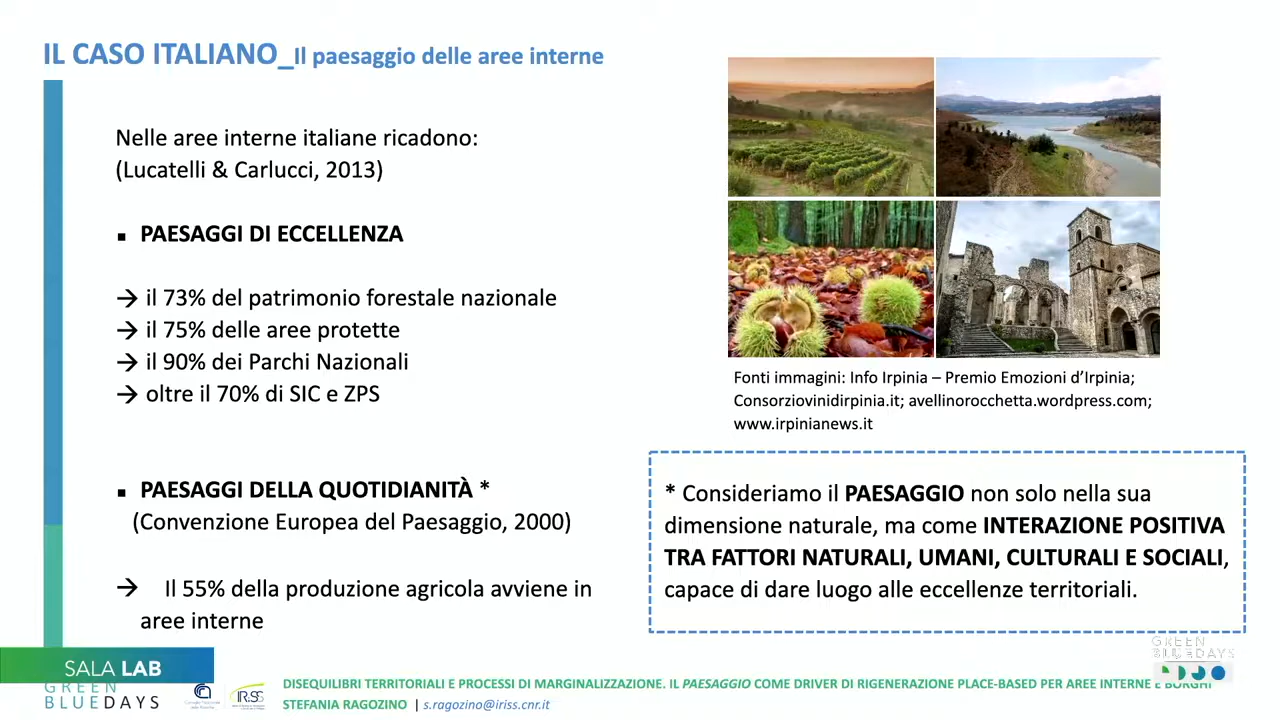 IL CASO ITALIANO_Il paesaggio delle aree interne
Nelle aree interne italiane ricadono:
(Lucatelli & Carlucci, 2013)
▪ PAESAGGI DI ECCELLENZA
→ il 73% del patrimonio forestale nazionale
→ il 75% delle aree protette
→ il 90% dei Parchi Nazionali
→ oltre il 70% di SIC e ZPS
▪ PAESAGGI DELLA QUOTIDIANITÀ *
(Convenzione Europea del Paesaggio, 2000)
→ Il 55% della produzione agricola avviene in
aree interne
Fonti immagini: Info Irpinia – Premio Emozioni d'Irpinia;
Consorziovinidirpinia.it; avellinorocchetta.wordpress.com;
www.irpinianews.it
* Consideriamo il PAESAGGIO non solo nella sua
dimensione naturale, ma come INTERAZIONE POSITIVA
TRA FATTORI NATURALI, UMANI, CULTURALI E SOCIALI,
capace di dare luogo alle eccellenze territoriali.
GREEN
BLUEDAYS
SALA LAB
GREEN
BLUEDAYS
IRISS
DISEQUILIBRI TERRITORIALI E PROCESSI DI MARGINALIZZAZIONE. IL PAESAGGIO COME DRIVER DI RIGENERAZIONE PLACE-BASED PER AREE INTERNE E BORGHI
STEFANIA RAGOZINO | s.ragozino@iriss.cnr.it